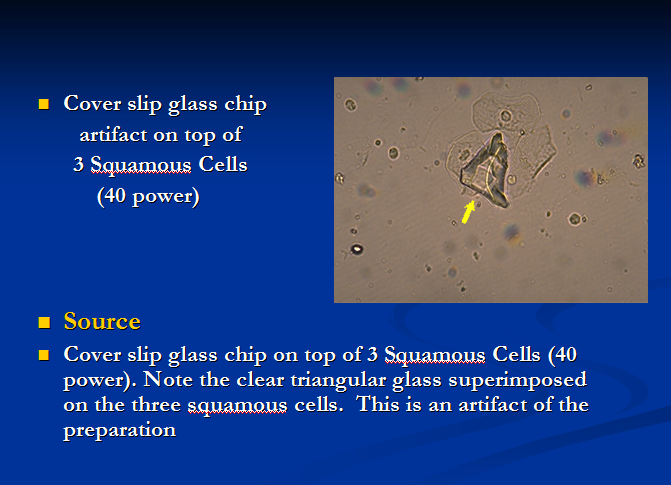 Cover slip glass chip
artifact on top of
3 Squamous Cells
(40 power)
Source
Cover slip glass chip on top of 3 Squamous Cells (40
power). Note the clear triangular glass superimposed
on the three squamous cells.  This is an artifact of the
preparation